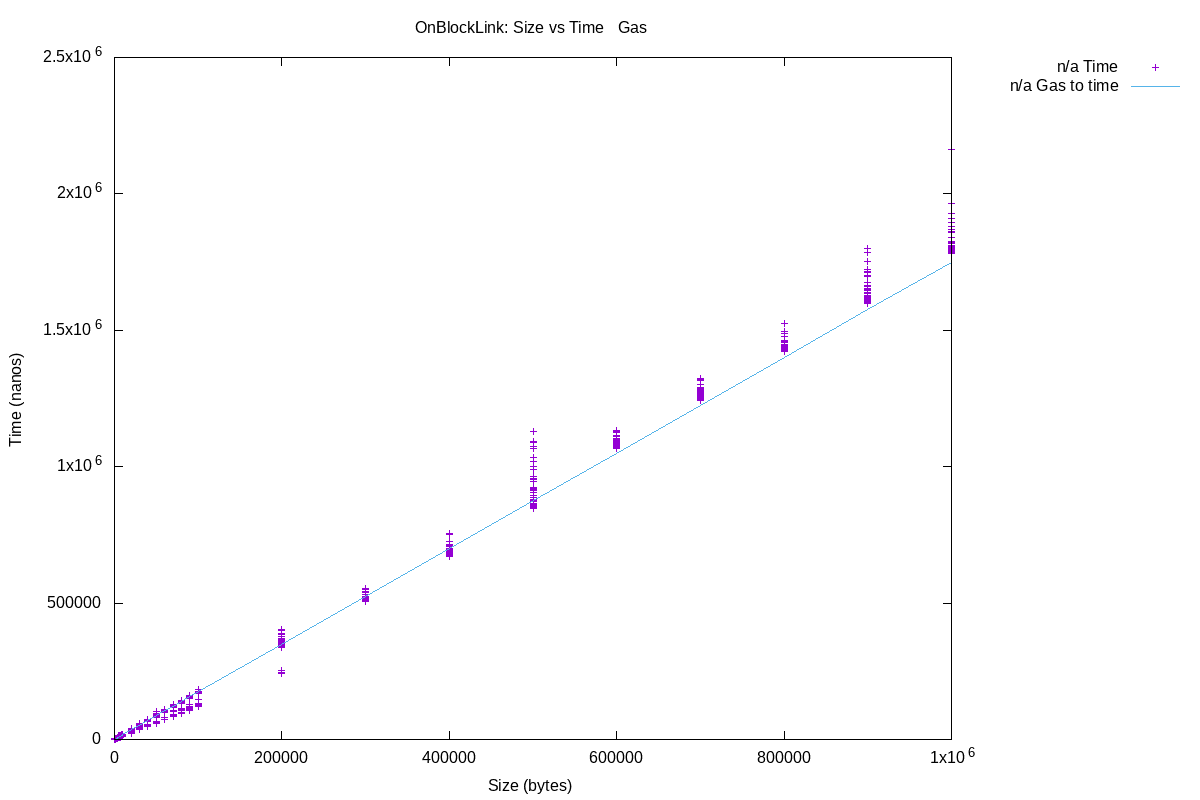 OnBlockLink: Size vs Time   Gas
n/a Time
n/a Gas to time
2.5x10^6
2x10^6
1.5x10^6
1x10^6
500000
0
Time (nanos)
0 200000 400000 600000 800000 1x10^6
Size (bytes)